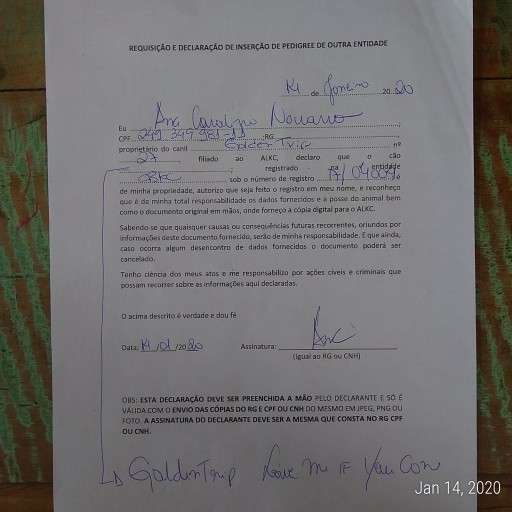 REQUISIÇÃO E DECLARAÇÃO DE INSERÇÃO DE PEDIGREE DE OUTRA ENTIDADE
14 de Janeiro 2020
Eu Ana Carolina
CPF 249 349 981-11 RG
proprietário do canil Golden Trip nº
27 filiado ao ALKC, declaro que o cão
registrado na entidade
CBKC sob o número de registro
de minha propriedade, autorizo que seja feito o registro em meu nome, e reconheço
que é de minha total responsabilidade os dados fornecidos e a posse do animal bem
como o documento original em mãos, onde forneço a cópia digital para o ALKC.
Sabendo-se que quaisquer causas ou consequências futuras recorrentes, oriundos por
informações deste documento fornecido, serão de minha responsabilidade. E que ainda,
caso ocorra algum desencontro de dados fornecidos o documento poderá ser
cancelado.
Tenho ciência dos meus atos e me responsabilizo por ações cíveis e criminais que
possam recorrer sobre as informações aqui declaradas.
O acima descrito é verdade e dou fé
Data: 14/01/2020 Assinatura: Ana
(igual ao RG ou CNH)
OBS: ESTA DECLARAÇÃO DEVE SER PREENCHIDA A MÃO PELO DECLARANTE E SÓ É
VÁLIDA COM O ENVIO DAS CÓPIAS DO RG E CPF OU CNH DO MESMO EM JPEG, PNG OU
FOTO. A ASSINATURA DO DECLARANTE DEVE SER A MESMA QUE CONSTA NO RG CPF
OU CNH.
Golden Trip Love Me IF You Can
Jan 14, 2020